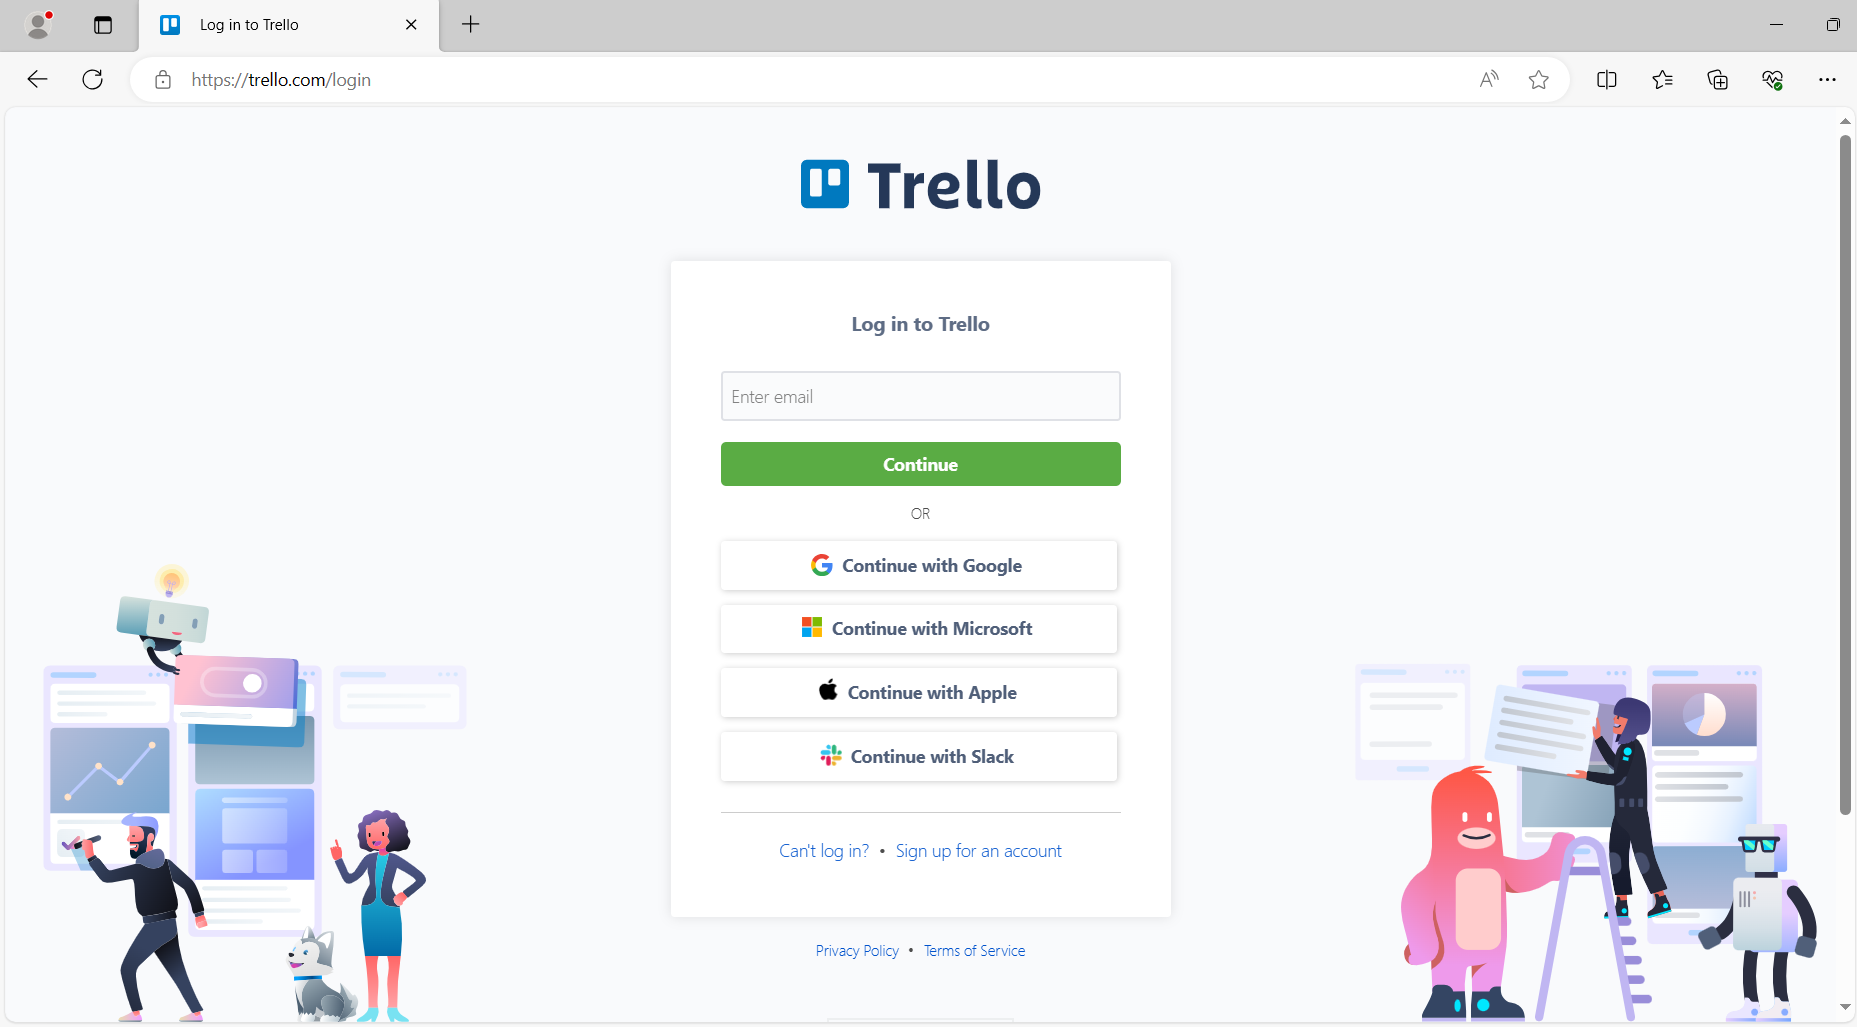 Log in to Trello
https://trello.com/login
Trello
Log in to Trello
Enter email
Continue
OR
Continue with Google
Continue with Microsoft
Continue with Apple
Continue with Slack
Can't log in? • Sign up for an account
Privacy Policy • Terms of Service